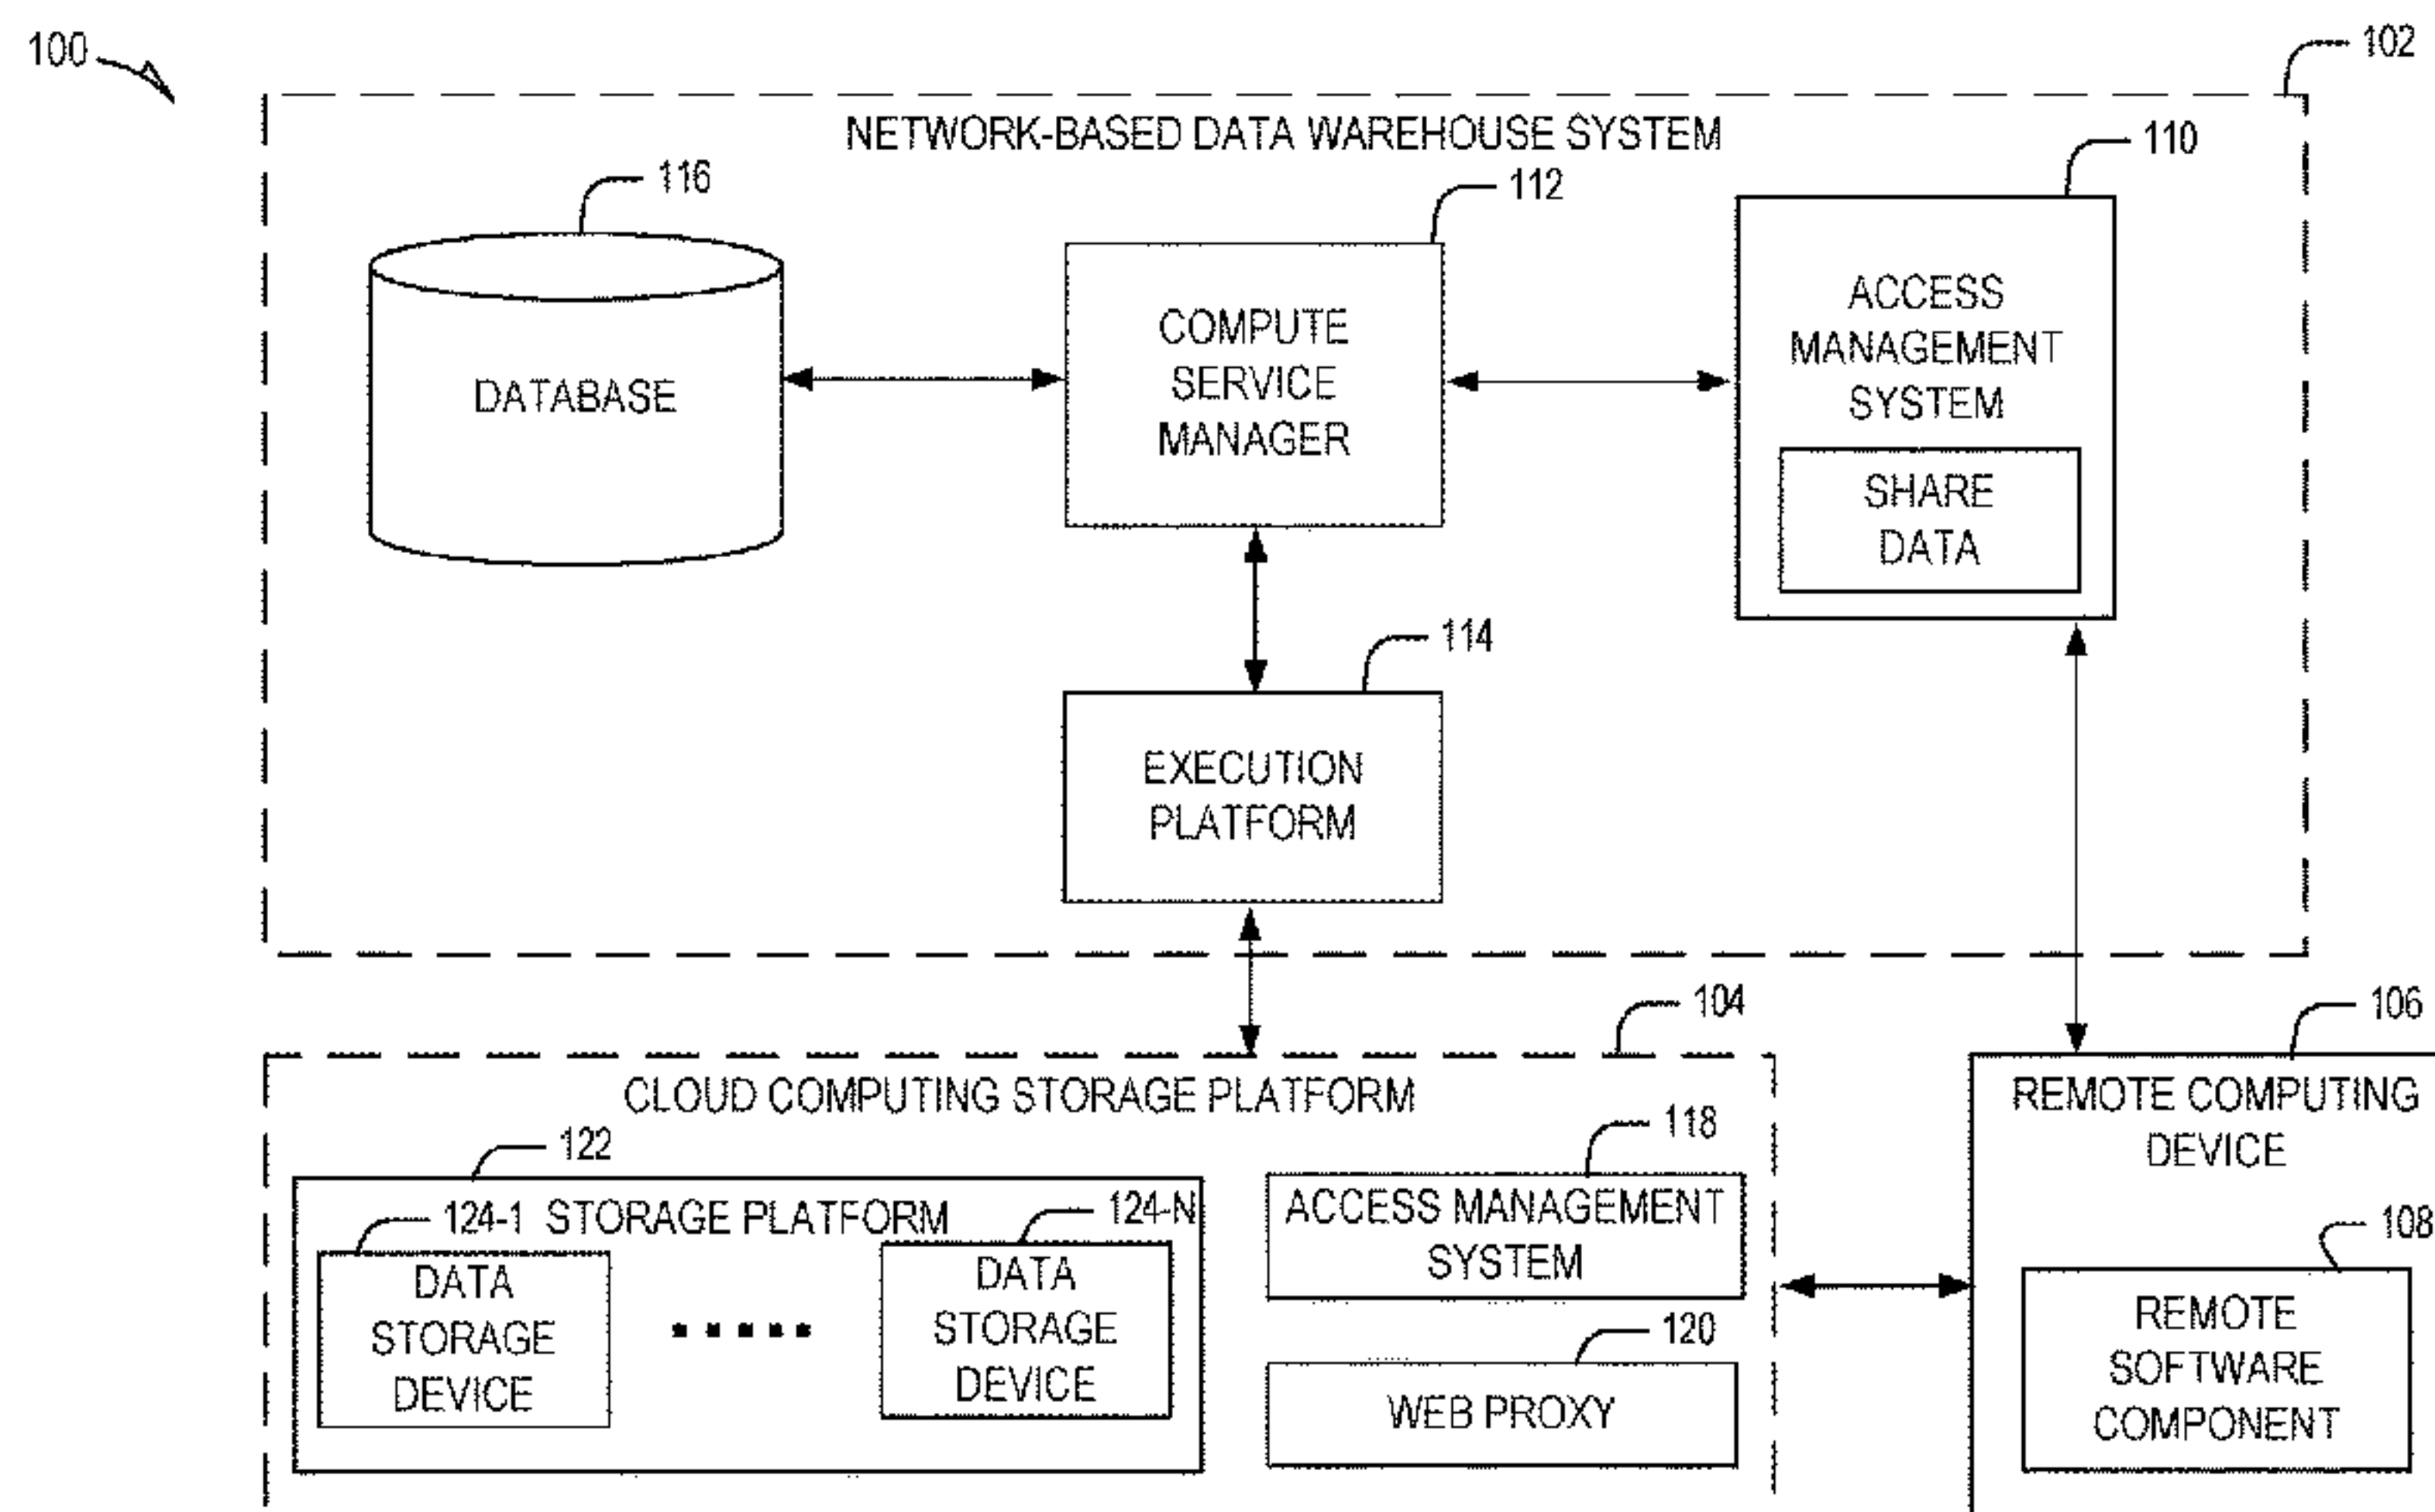 100
102
NETWORK-BASED DATA WAREHOUSE SYSTEM
110
116
112
ACCESS
MANAGEMENT
SYSTEM
COMPUTE
SERVICE
MANAGER
DATABASE
SHARE
DATA
114
EXECUTION
PLATFORM
104
106
CLOUD COMPUTING STORAGE PLATFORM
REMOTE COMPUTING
DEVICE
122
118
124-1 STORAGE PLATFORM 124-N
ACCESS MANAGEMENT
SYSTEM
108
DATA
STORAGE
DEVICE
DATA
STORAGE
DEVICE
120
WEB PROXY
REMOTE
SOFTWARE
COMPONENT